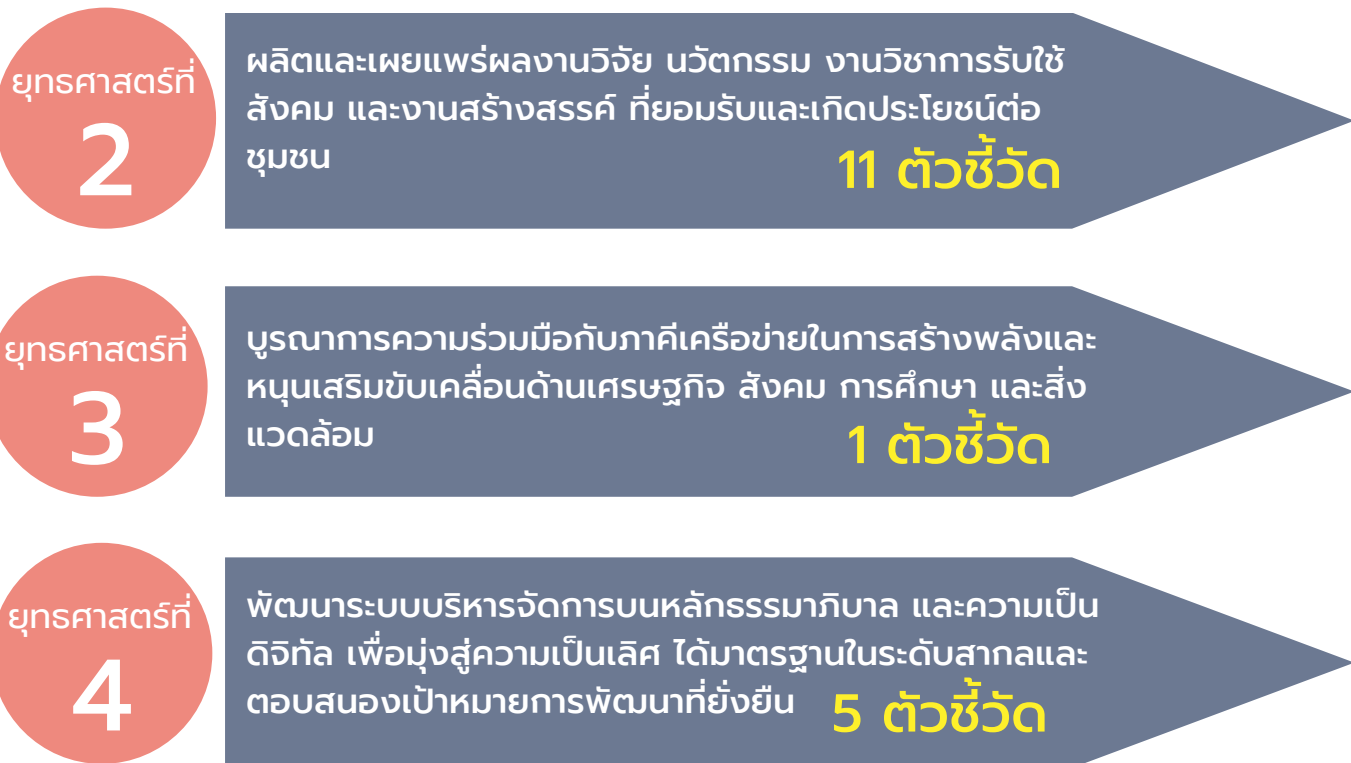 ยุทธศาสตร์ที่
2
ผลิตและเผยแพร่ผลงานวิจัย นวัตกรรม งานวิชาการรับใช้
สังคม และงานสร้างสรรค์ ที่ยอมรับและเกิดประโยชน์ต่อ
ชุมชน
11 ตัวชี้วัด
ยุทธศาสตร์ที่
3
บูรณาการความร่วมมือกับภาคีเครือข่ายในการสร้างพลังและ
หนุนเสริมขับเคลื่อนด้านเศรษฐกิจ สังคม การศึกษา และสิ่ง
แวดล้อม
1 ตัวชี้วัด
ยุทธศาสตร์ที่
4
พัฒนาระบบบริหารจัดการบนหลักธรรมาภิบาล และความเป็น
ดิจิทัล เพื่อมุ่งสู่ความเป็นเลิศ ได้มาตรฐานในระดับสากลและ
ตอบสนองเป้าหมายการพัฒนาที่ยั่งยืน
5 ตัวชี้วัด